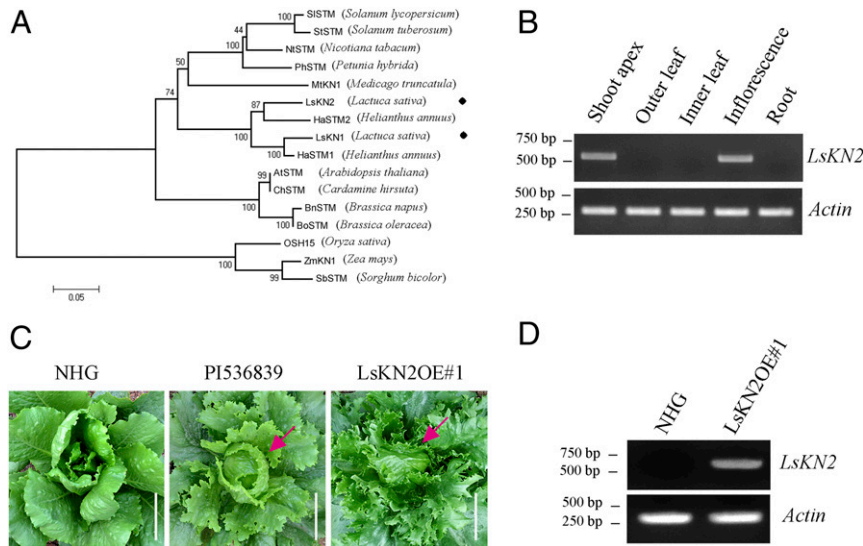 A
SlSTM (Solanum lycopersicum)
StSTM (Solanum tuberosum)
NtSTM (Nicotiana tabacum)
PhSTM (Petunia hybrida)
MtKN1 (Medicago truncatula)
LsKN2 (Lactuca sativa)
HaSTM2 (Helianthus annuus)
LsKN1 (Lactuca sativa)
HaSTM1 (Helianthus annuus)
AtSTM (Arabidopsis thaliana)
ChSTM (Cardamine hirsuta)
BnSTM (Brassica napus)
BoSTM (Brassica oleracea)
OSH15 (Oryza sativa)
ZmKN1 (Zea mays)
SbSTM (Sorghum bicolor)
100
44
100
50
74
87
100
100
99
100
100
100
99
0.05
B
Shoot apex
Outer leaf
Inner leaf
Inflorescence
Root
750 bp
500 bp
LsKN2
500 bp
250 bp
Actin
C
NHG
PI536839
LsKN2OE#1
D
NHG
LsKN2OE#1
750 bp
500 bp
LsKN2
500 bp
250 bp
Actin